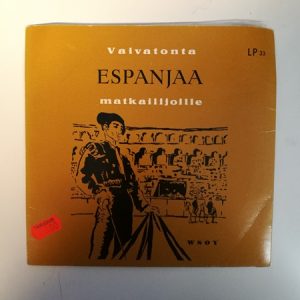 Vaivatonta
LP 33
ESPANJAA
matkailijoille
WSOY